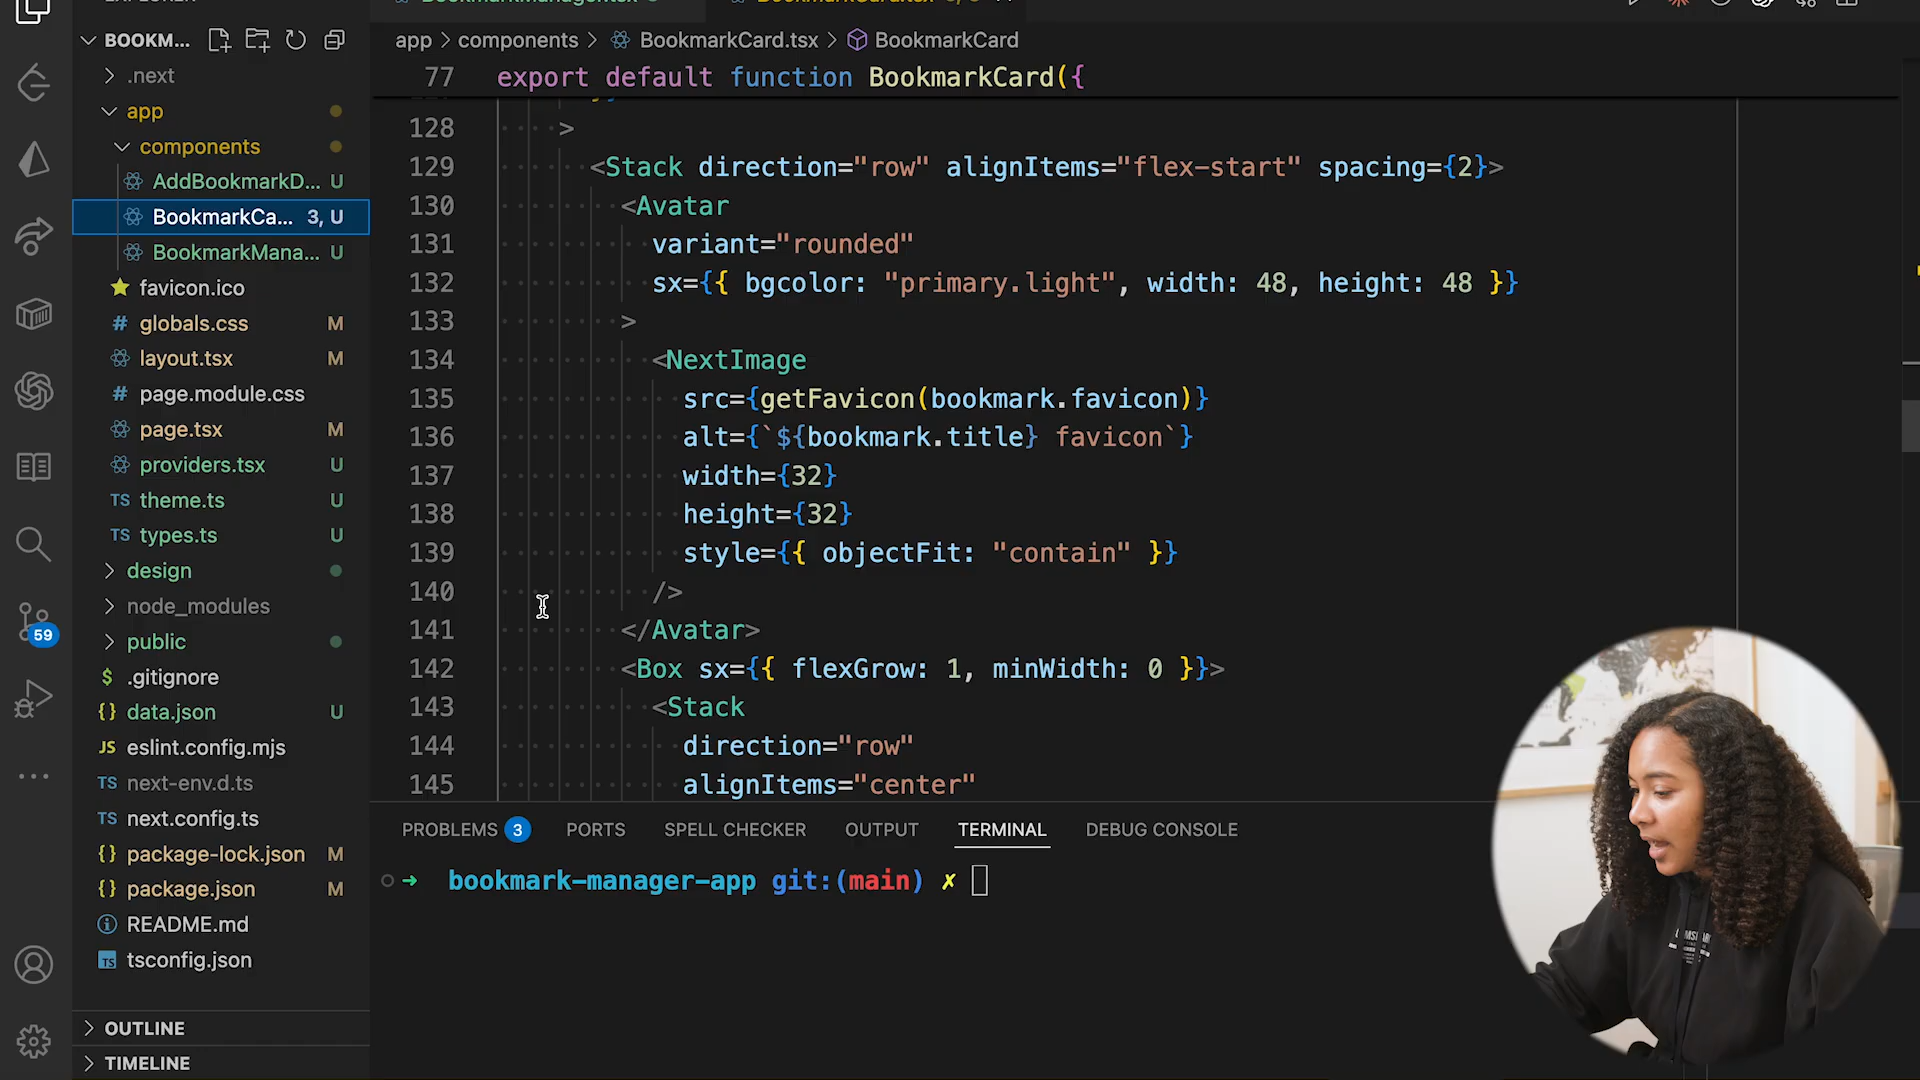 BOOKM...
.next
app
components
AddBookmarkD... U
BookmarkCa... 3, U
BookmarkMana... U
favicon.ico
globals.css M
layout.tsx M
page.module.css
page.tsx M
providers.tsx U
TS theme.ts U
TS types.ts U
design
node_modules
public
.gitignore
data.json U
JS eslint.config.mjs
TS next-env.d.ts
TS next.config.ts
package-lock.json M
package.json M
README.md
TS tsconfig.json
OUTLINE
TIMELINE
59
app > components > BookmarkCard.tsx > BookmarkCard
77 export default function BookmarkCard({
128 >
129 <Stack direction="row" alignItems="flex-start" spacing={2}>
130 <Avatar
131 variant="rounded"
132 sx={{ bgcolor: "primary.light", width: 48, height: 48 }}
133 >
134 <NextImage
135 src={getFavicon(bookmark.favicon)}
136 alt={`${bookmark.title} favicon`}
137 width={32}
138 height={32}
139 style={{ objectFit: "contain" }}
140 />
141 </Avatar>
142 <Box sx={{ flexGrow: 1, minWidth: 0 }}>
143 <Stack
144 direction="row"
145 alignItems="center"
PROBLEMS 3 PORTS SPELL CHECKER OUTPUT TERMINAL DEBUG CONSOLE
➜ bookmark-manager-app git:(main) ✗